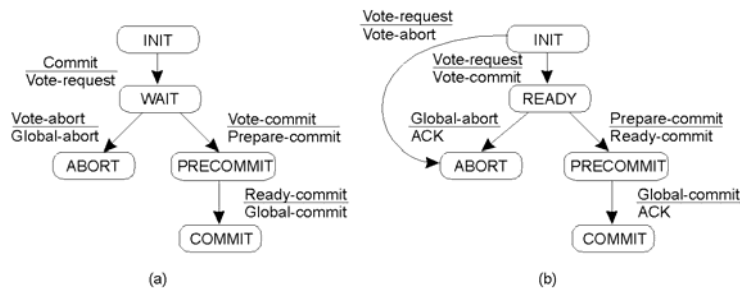 INIT
Commit
Vote-request
WAIT
Vote-abort
Global-abort
Vote-commit
Prepare-commit
ABORT
PRECOMMIT
Ready-commit
Global-commit
COMMIT
(a)
Vote-request
Vote-abort
INIT
Vote-request
Vote-commit
READY
Global-abort
ACK
Prepare-commit
Ready-commit
ABORT
PRECOMMIT
Global-commit
ACK
COMMIT
(b)